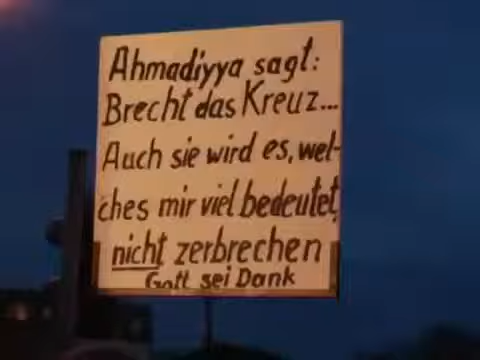 Ahmadiyya sagt:
Brecht das Kreuz...
Auch sie wird es, wel-
ches mir viel bedeutet,
nicht zerbrechen
Gott sei Dank